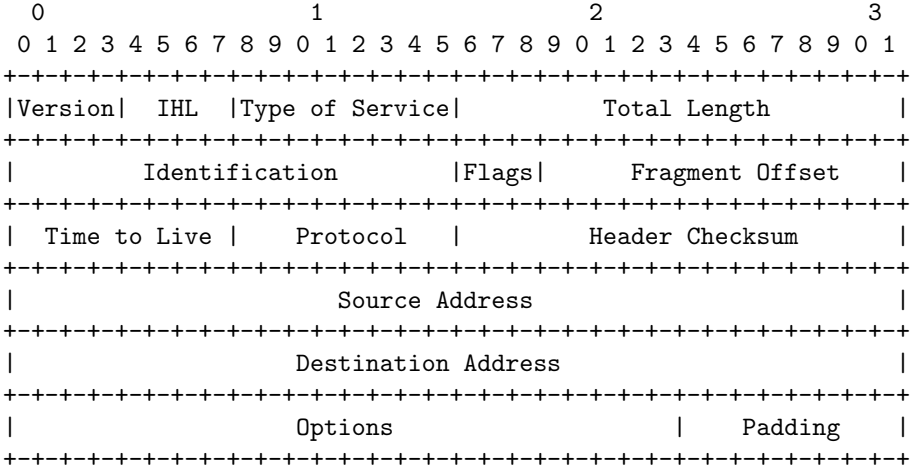 0                   1                   2                   3
 0 1 2 3 4 5 6 7 8 9 0 1 2 3 4 5 6 7 8 9 0 1 2 3 4 5 6 7 8 9 0 1
+-+-+-+-+-+-+-+-+-+-+-+-+-+-+-+-+-+-+-+-+-+-+-+-+-+-+-+-+-+-+-+-+
|Version|  IHL  |Type of Service|          Total Length         |
+-+-+-+-+-+-+-+-+-+-+-+-+-+-+-+-+-+-+-+-+-+-+-+-+-+-+-+-+-+-+-+-+
|         Identification        |Flags|      Fragment Offset    |
+-+-+-+-+-+-+-+-+-+-+-+-+-+-+-+-+-+-+-+-+-+-+-+-+-+-+-+-+-+-+-+-+
|  Time to Live |    Protocol   |         Header Checksum       |
+-+-+-+-+-+-+-+-+-+-+-+-+-+-+-+-+-+-+-+-+-+-+-+-+-+-+-+-+-+-+-+-+
|                       Source Address                          |
+-+-+-+-+-+-+-+-+-+-+-+-+-+-+-+-+-+-+-+-+-+-+-+-+-+-+-+-+-+-+-+-+
|                    Destination Address                        |
+-+-+-+-+-+-+-+-+-+-+-+-+-+-+-+-+-+-+-+-+-+-+-+-+-+-+-+-+-+-+-+-+
|                    Options                    |    Padding    |
+-+-+-+-+-+-+-+-+-+-+-+-+-+-+-+-+-+-+-+-+-+-+-+-+-+-+-+-+-+-+-+-+